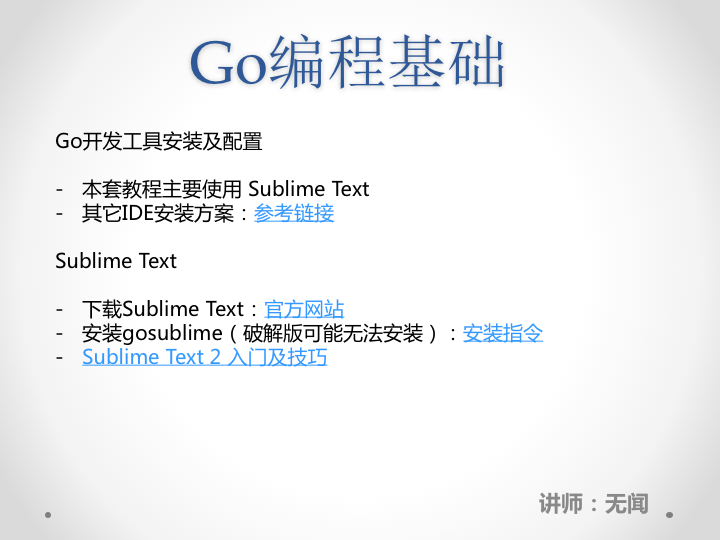 Go编程基础
Go开发工具安装及配置
- 本套教程主要使用 Sublime Text
- 其它IDE安装方案：参考链接
Sublime Text
- 下载Sublime Text：官方网站
- 安装gosublime（破解版可能无法安装）：安装指令
- Sublime Text 2 入门及技巧
讲师：无闻